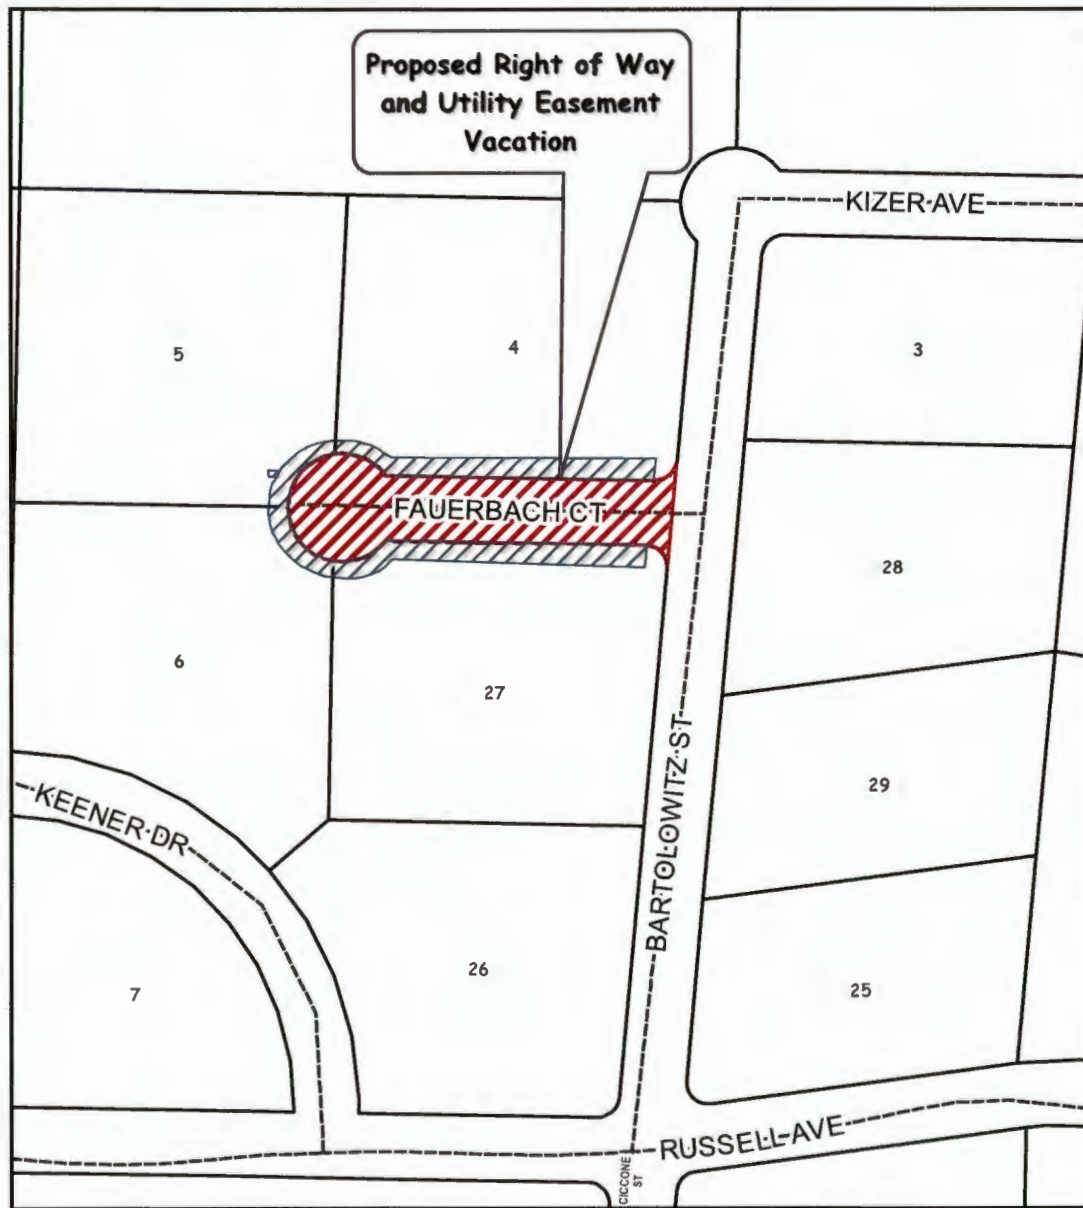 Proposed Right of Way
and Utility Easement
Vacation
KIZER AVE
5
4
3
FAUERBACH CT
28
6
27
BARTOLOWITZ ST
29
KEENER DR
26
7
25
RUSSELL AVE
CICCONE
ST